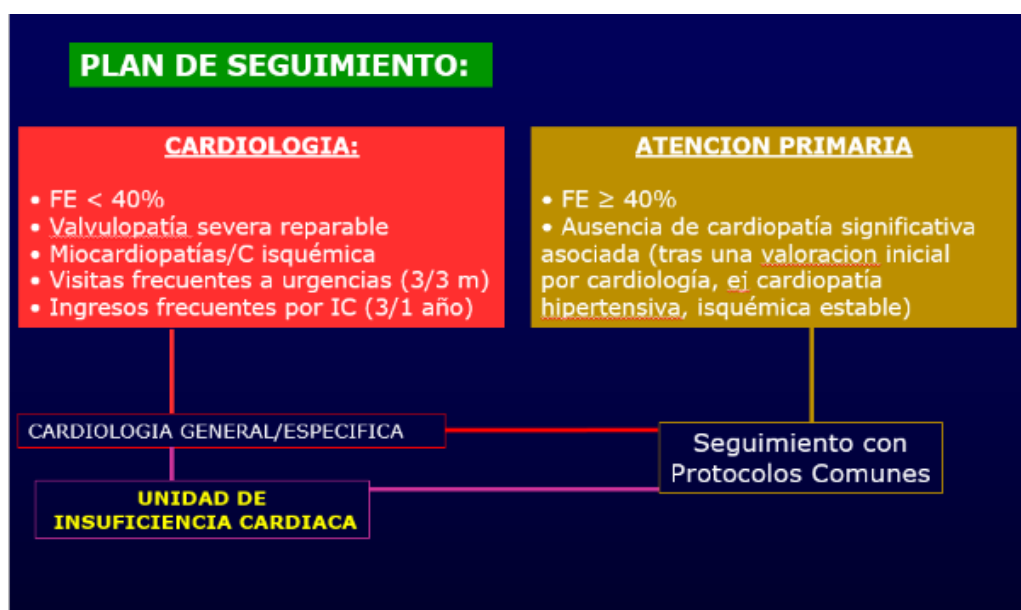 PLAN DE SEGUIMIENTO:
CARDIOLOGIA:
• FE < 40%
• Valvulopatía severa reparable
• Miocardiopatías/C isquémica
• Visitas frecuentes a urgencias (3/3 m)
• Ingresos frecuentes por IC (3/1 año)
ATENCION PRIMARIA
• FE ≥ 40%
• Ausencia de cardiopatía significativa
asociada (tras una valoracion inicial
por cardiología, ej cardiopatía
hipertensiva, isquémica estable)
CARDIOLOGIA GENERAL/ESPECIFICA
UNIDAD DE
INSUFICIENCIA CARDIACA
Seguimiento con
Protocolos Comunes